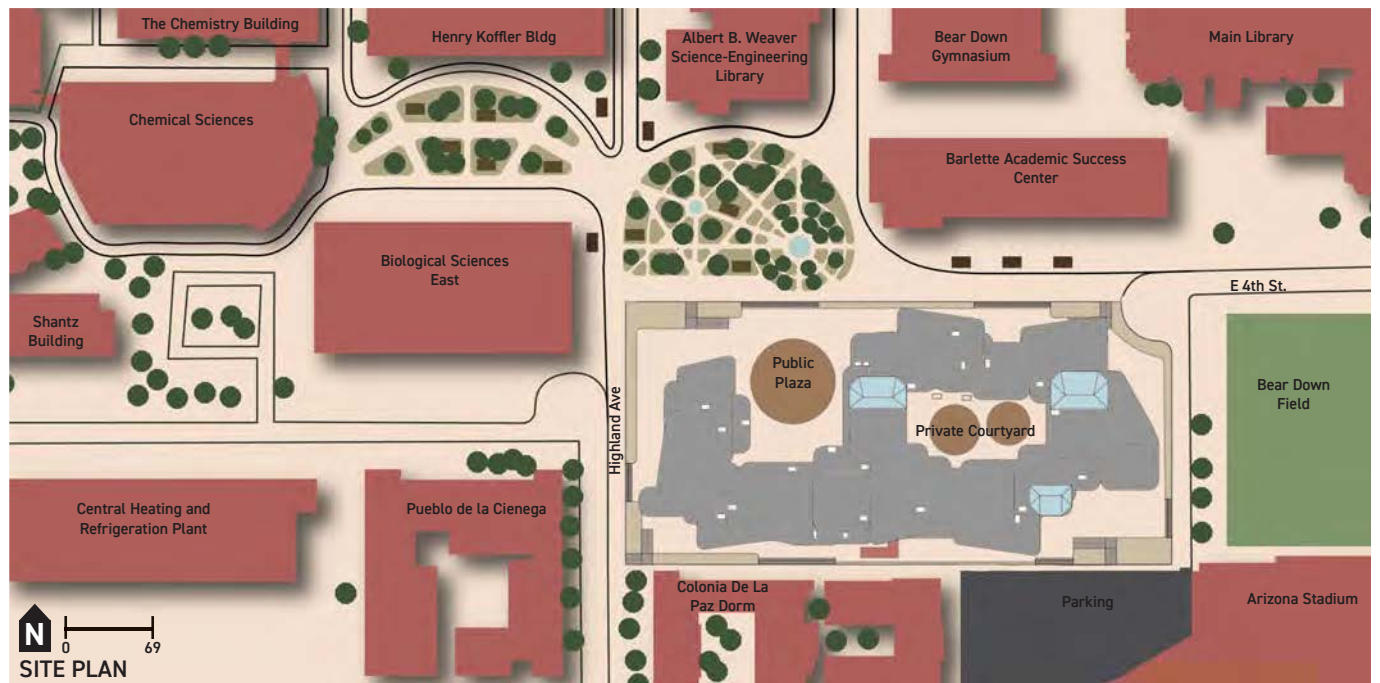 The Chemistry Building
Henry Koffler Bldg
Albert B. Weaver
Science-Engineering
Library
Bear Down
Gymnasium
Main Library
Chemical Sciences
Barlette Academic Success
Center
Biological Sciences
East
E 4th St.
Shantz
Building
Public
Plaza
Bear Down
Field
Highland Ave
Private Courtyard
Central Heating and
Refrigeration Plant
Pueblo de la Cienega
Colonia De La
Paz Dorm
Parking
Arizona Stadium
N
0 69
SITE PLAN